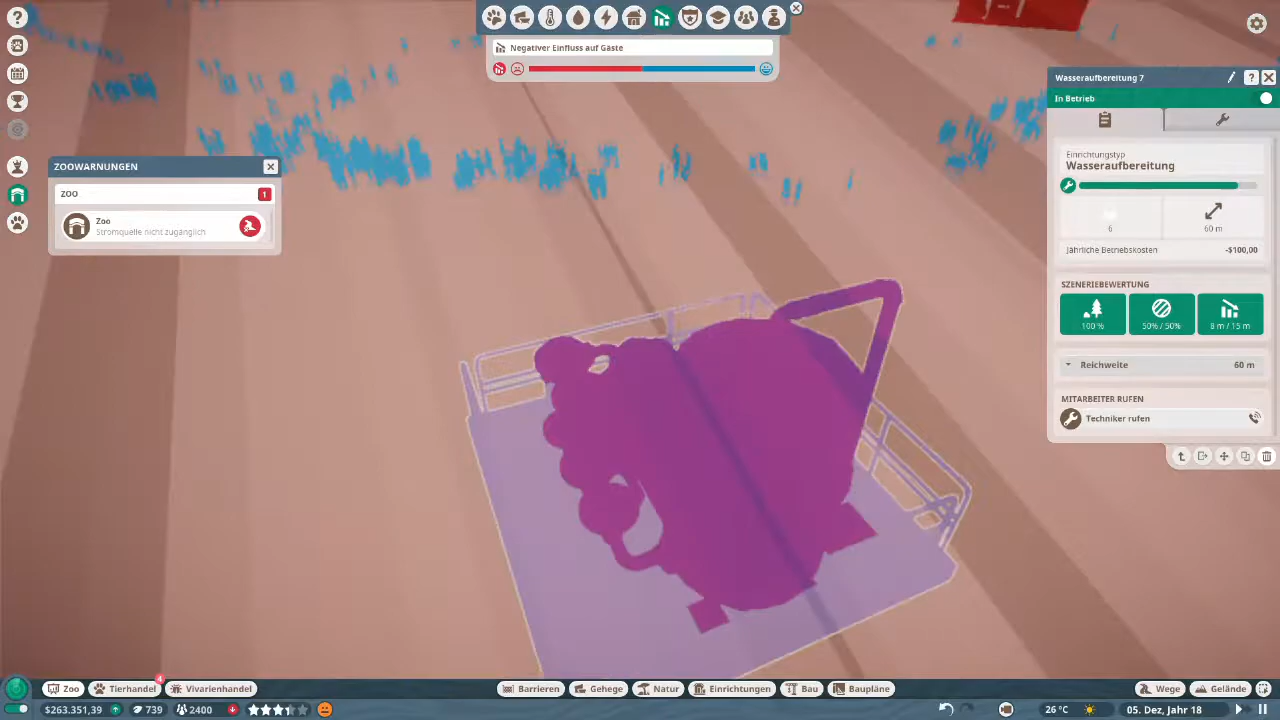 Negativer Einfluss auf Gäste
ZOOWARNUNGEN
ZOO
1
Zoo
Stromquelle nicht zugänglich
Wasseraufbereitung 7
?
In Betrieb
Einrichtungstyp
Wasseraufbereitung
6
60 m
Jährliche Betriebskosten
-$100,00
SZENERIEBEWERTUNG
100 %
50% / 50%
8 m / 15 m
Reichweite
60 m
MITARBEITER RUFEN
Techniker rufen
Zoo
Tierhandel
4
Vivarienhandel
Barrieren
Gehege
Natur
Einrichtungen
Bau
Baupläne
Wege
Gelände
$263.351,39
739
2400
26 °C
05. Dez, Jahr 18